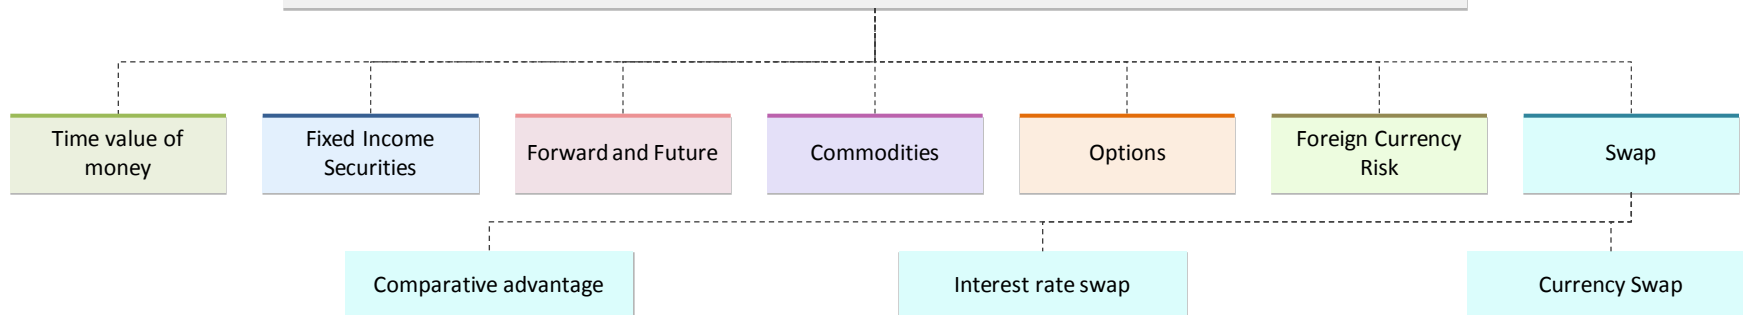 Time value of
money
Fixed Income
Securities
Forward and Future
Commodities
Options
Foreign Currency
Risk
Swap
Comparative advantage
Interest rate swap
Currency Swap